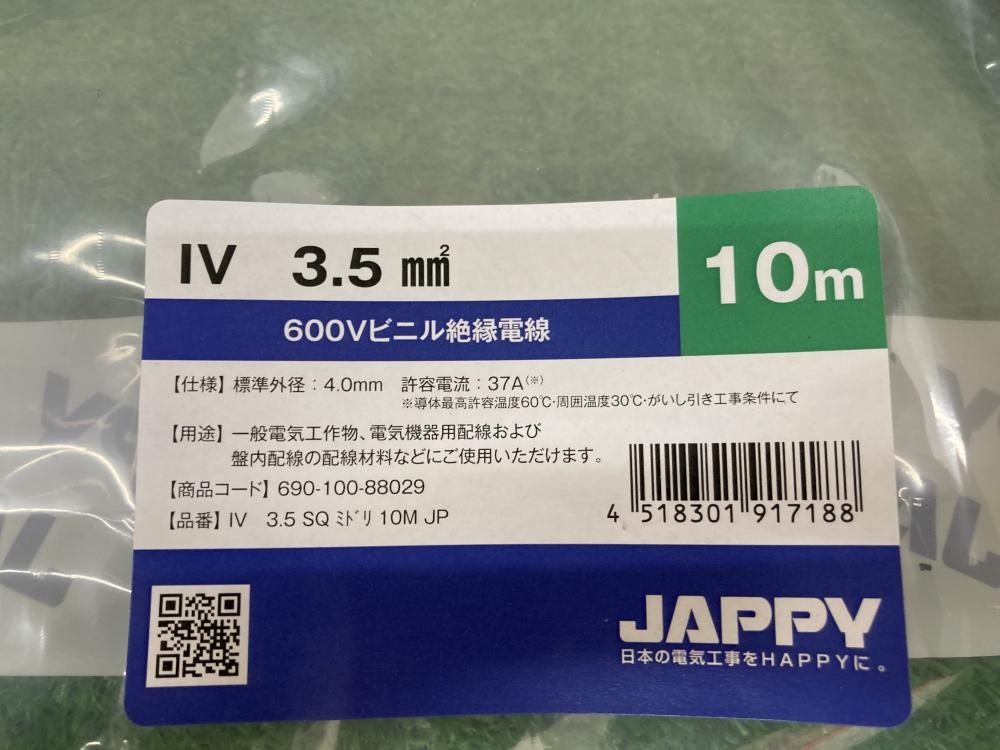 IV 3.5 mm²
10m
600Vビニル絶縁電線
【仕様】標準外径：4.0mm 許容電流：37A(※)
※導体最高許容温度60℃・周囲温度30℃・がいし引き工事条件にて
【用途】一般電気工作物、電気機器用配線および
盤内配線の配線材料などにご使用いただけます。
【商品コード】690-100-88029
【品番】IV 3.5 SQ ﾐﾄﾞﾘ 10M JP
4 518301 917188
JAPPY
日本の電気工事をHAPPYに。